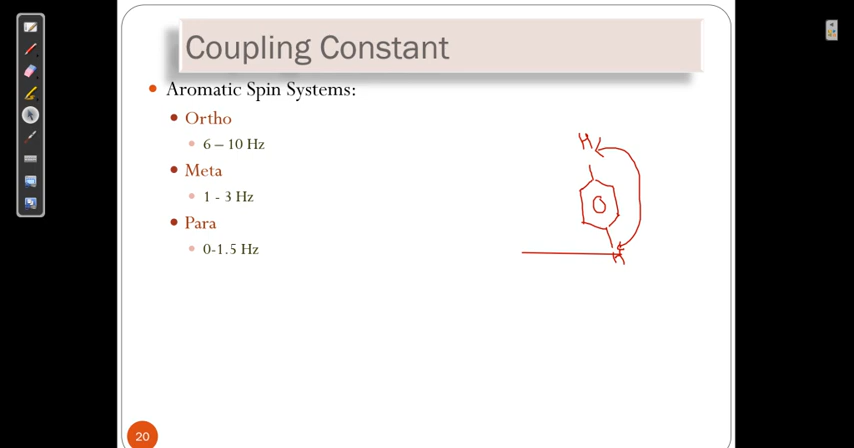 Coupling Constant
Aromatic Spin Systems:
Ortho
6 – 10 Hz
Meta
1 - 3 Hz
Para
0-1.5 Hz
H
H
20